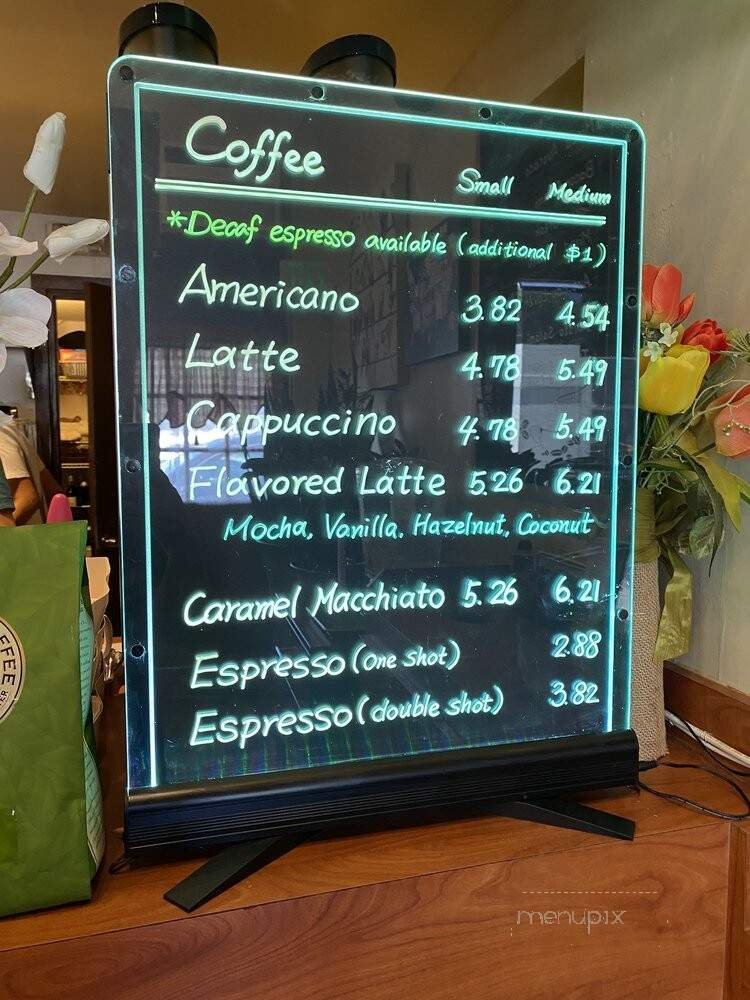 Coffee
Small Medium
*Decaf espresso available (additional $1)
Americano 3.82 4.54
Latte 4.78 5.49
Cappuccino 4.78 5.49
Flavored Latte 5.26 6.21
Mocha, Vanilla, Hazelnut, Coconut
Caramel Macchiato 5.26 6.21
Espresso (one shot) 2.88
Espresso (double shot) 3.82
menupix